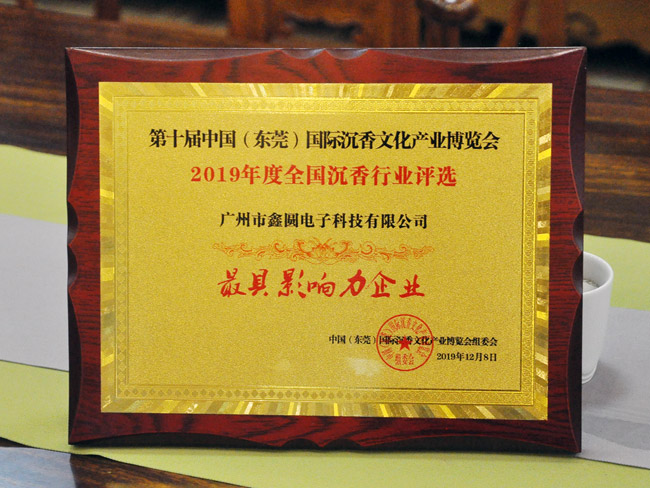 第十届中国（东莞）国际沉香文化产业博览会
2019年度全国沉香行业评选
广州市鑫圆电子科技有限公司
最具影响力企业
中国（东莞）国际沉香文化产业博览会组委会
2019年12月8日
组委会